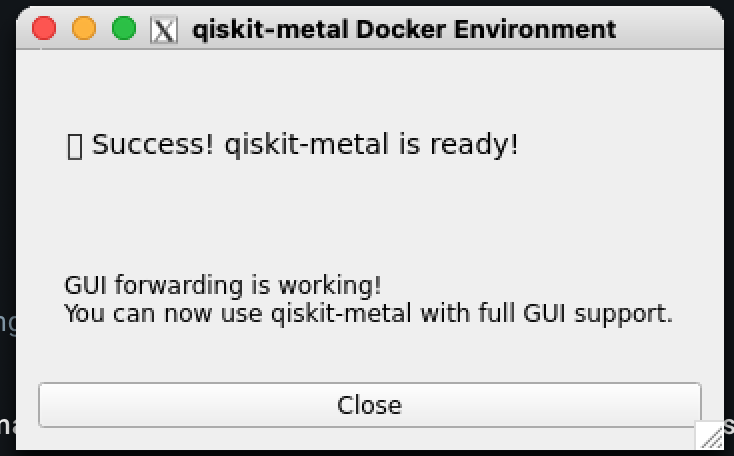 qiskit-metal Docker Environment
▯ Success! qiskit-metal is ready!
GUI forwarding is working!
You can now use qiskit-metal with full GUI support.
Close